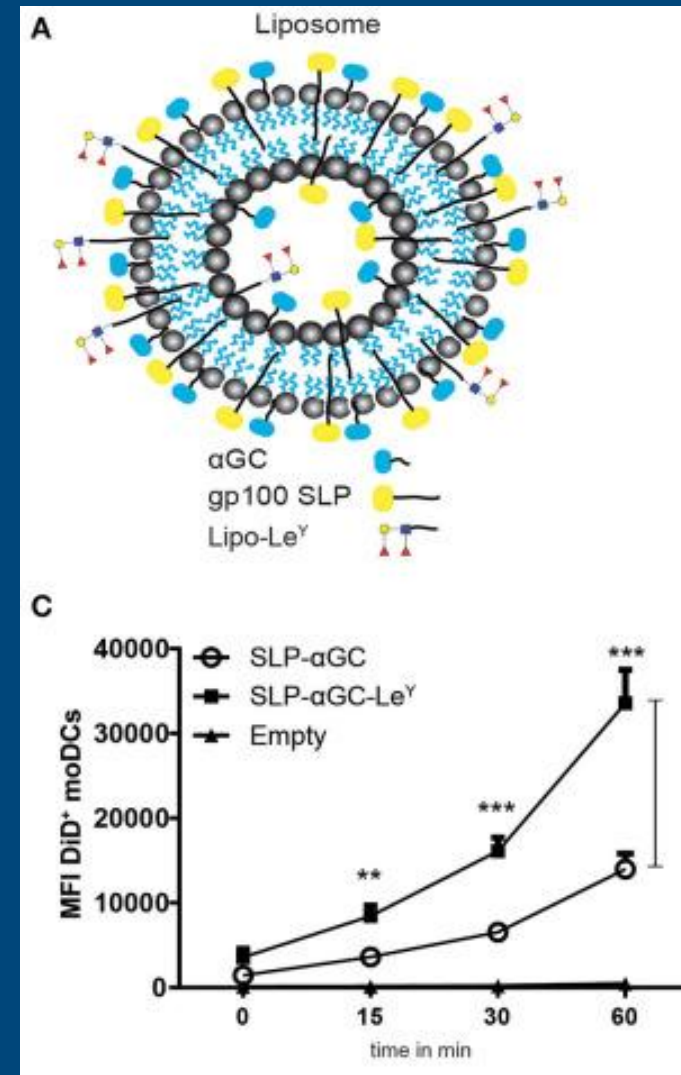 A
Liposome
αGC
gp100 SLP
Lipo-Leʸ
C
MFI DiD⁺ moDCs
40000
30000
20000
10000
0
SLP-αGC
SLP-αGC-Leʸ
Empty
**
***
***
0 15 30 60
time in min